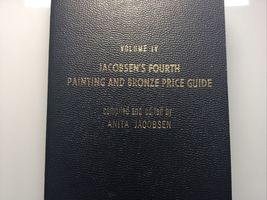 VOLUME IV
JACOBSEN'S FOURTH
PAINTING AND BRONZE PRICE GUIDE
compiled and edited by
ANITA JACOBSEN